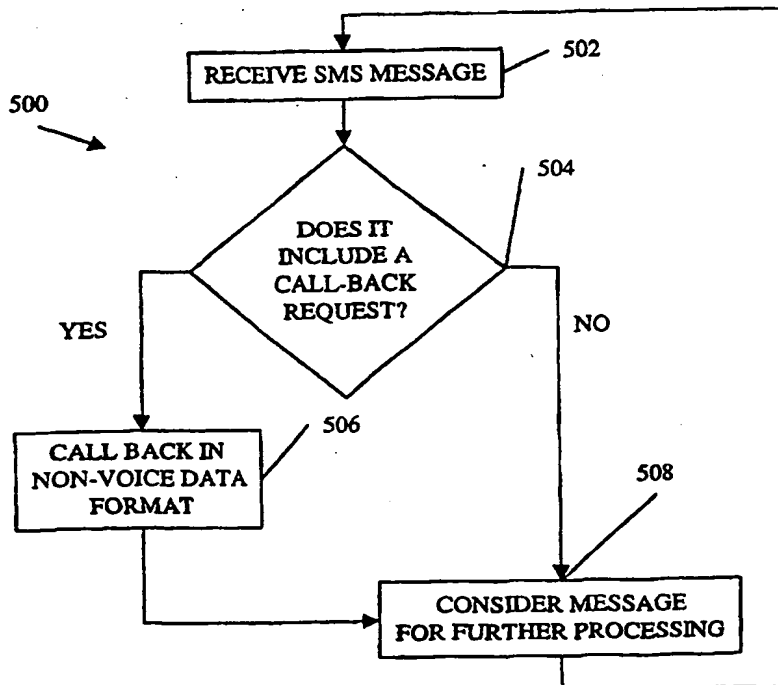 RECEIVE SMS MESSAGE
502
500
504
DOES IT
INCLUDE A
CALL-BACK
REQUEST?
YES
NO
506
CALL BACK IN
NON-VOICE DATA
FORMAT
508
CONSIDER MESSAGE
FOR FURTHER PROCESSING